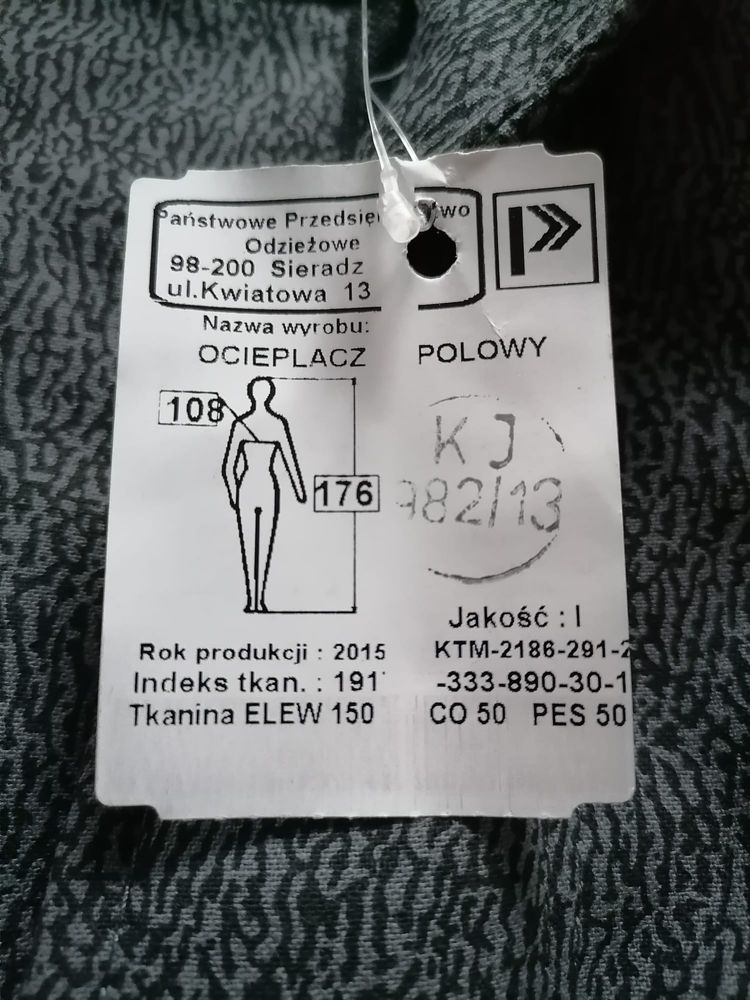 Państwowe Przedsię wo
Odzieżowe
98-200 Sieradz
ul.Kwiatowa 13
Nazwa wyrobu:
OCIEPLACZ POLOWY
108
176
KJ
982/13
Jakość : I
Rok produkcji : 2015 KTM-2186-291-2
Indeks tkan. : 191 -333-890-30-1
Tkanina ELEW 150 CO 50 PES 50